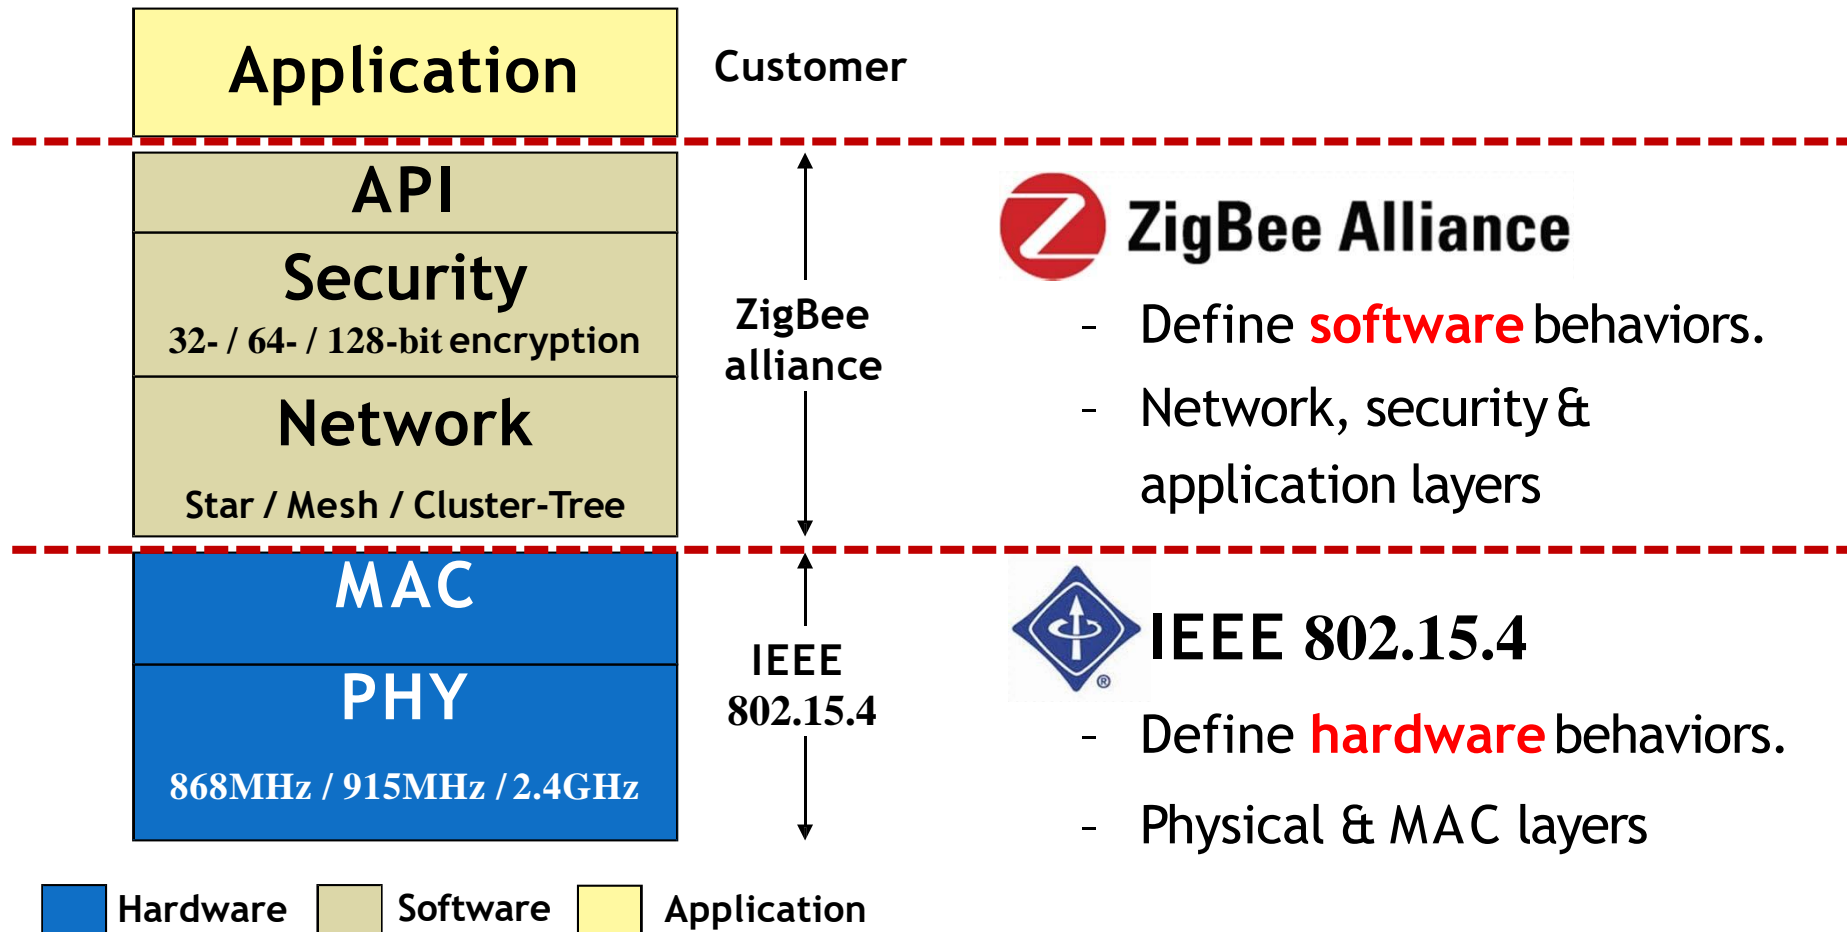 Application
Customer
API
Security
32- / 64- / 128-bit encryption
Network
Star / Mesh / Cluster-Tree
ZigBee
alliance
ZigBee Alliance
- Define software behaviors.
- Network, security &
application layers
MAC
PHY
868MHz / 915MHz / 2.4GHz
IEEE
802.15.4
®
IEEE 802.15.4
- Define hardware behaviors.
- Physical & MAC layers
Hardware
Software
Application